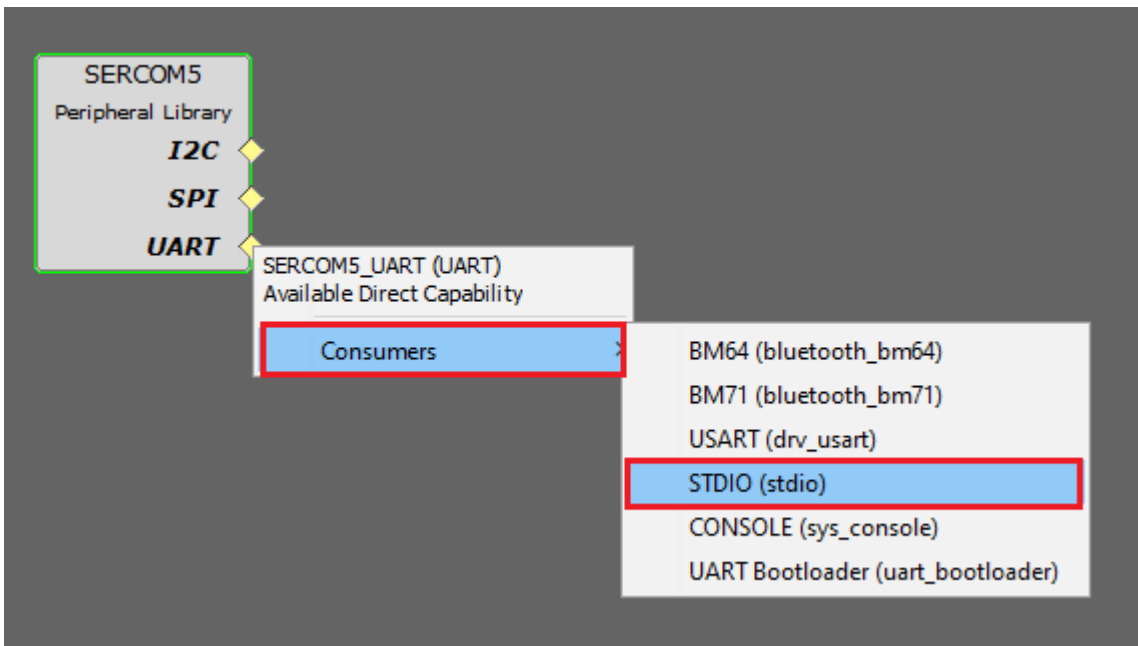 SERCOM5
Peripheral Library
I2C
SPI
UART
SERCOM5_UART (UART)
Available Direct Capability
Consumers
BM64 (bluetooth_bm64)
BM71 (bluetooth_bm71)
USART (drv_usart)
STDIO (stdio)
CONSOLE (sys_console)
UART Bootloader (uart_bootloader)